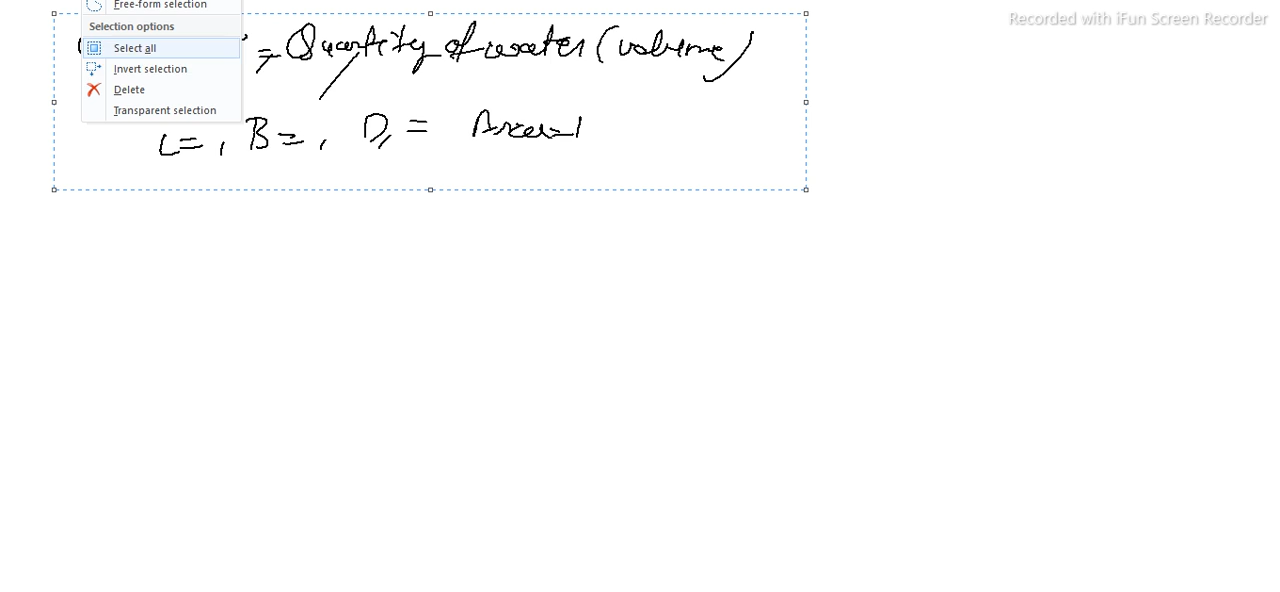 Free-form selection
Selection options
Select all
Invert selection
Delete
Transparent selection
Recorded with iFun Screen Recorder
= Quantity of water (volume)
L=, B=, D, =